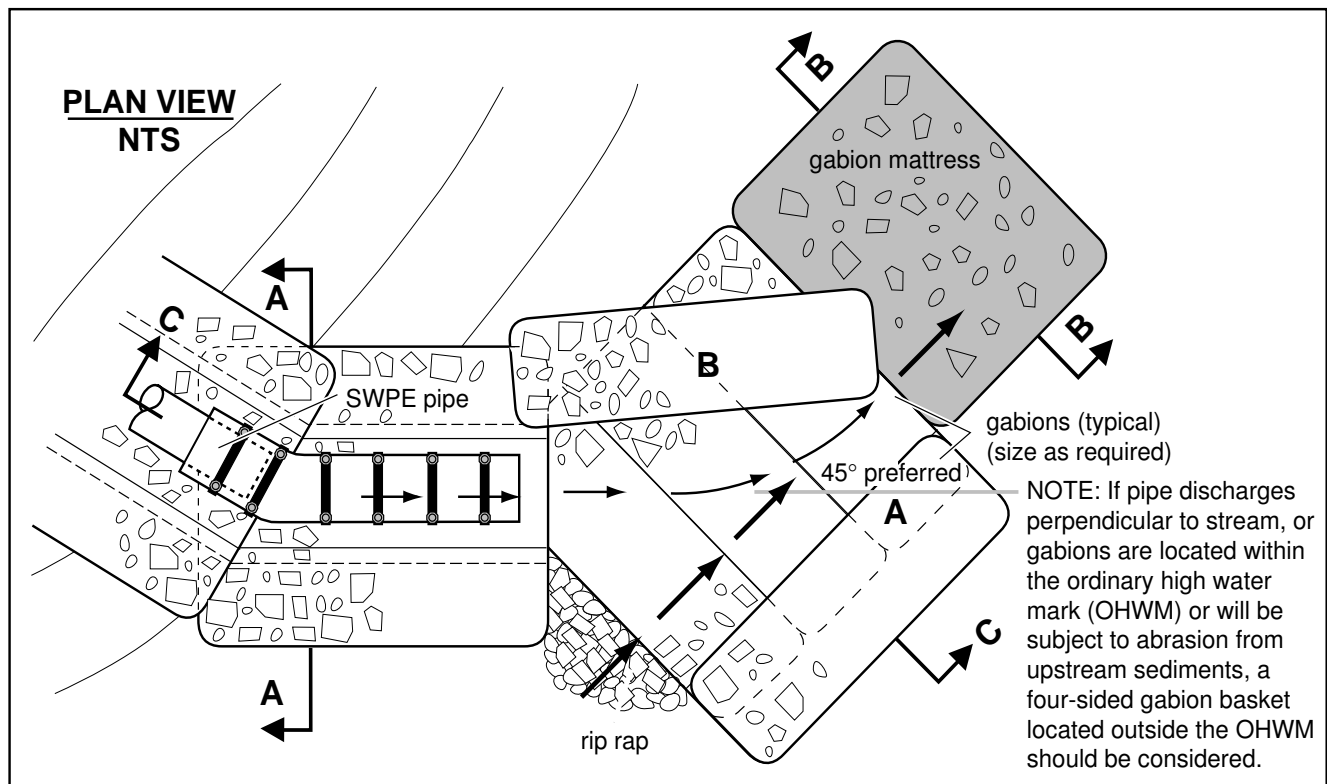 PLAN VIEW
NTS
B
gabion mattress
A
C
B
B
SWPE pipe
gabions (typical)
(size as required)
45° preferred
A
NOTE: If pipe discharges
perpendicular to stream, or
gabions are located within
the ordinary high water
mark (OHWM) or will be
subject to abrasion from
upstream sediments, a
four-sided gabion basket
located outside the OHWM
should be considered.
C
A
rip rap